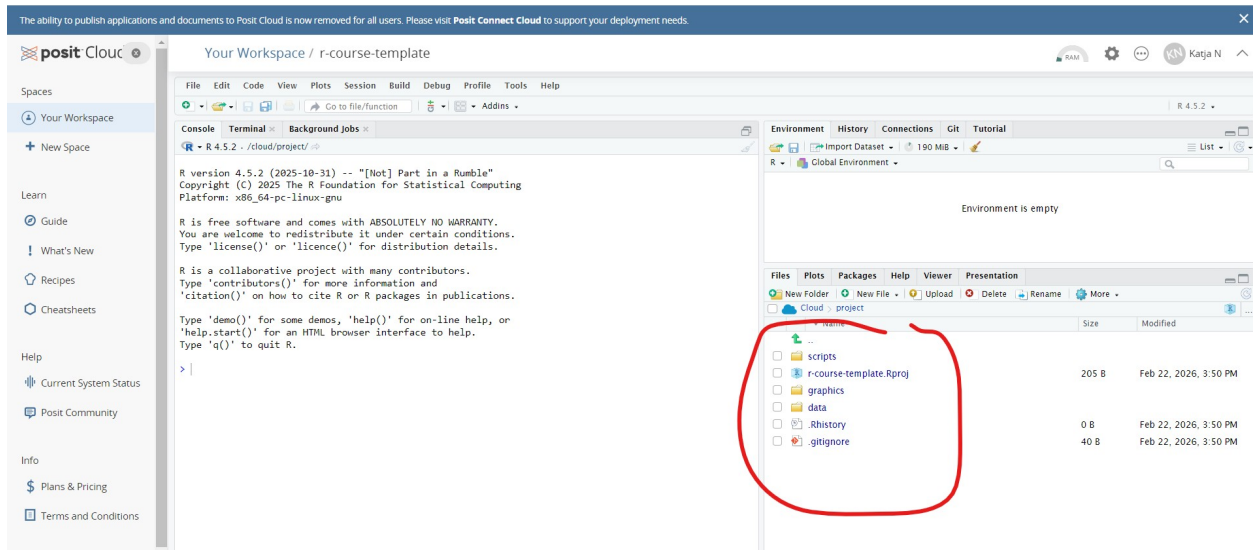 The ability to publish applications and documents to Posit Cloud is now removed for all users. Please visit Posit Connect Cloud to support your deployment needs.
posit Cloud
Your Workspace / r-course-template
RAM
KN
Katja N
Spaces
Your Workspace
New Space
Learn
Guide
What's New
Recipes
Cheatsheets
Help
Current System Status
Posit Community
Info
Plans & Pricing
Terms and Conditions
File Edit Code View Plots Session Build Debug Profile Tools Help
Go to file/function
Addins
R 4.5.2
Console Terminal Background Jobs
R 4.5.2 · /cloud/project/
R version 4.5.2 (2025-10-31) -- "[Not] Part in a Rumble"
Copyright (C) 2025 The R Foundation for Statistical Computing
Platform: x86_64-pc-linux-gnu
R is free software and comes with ABSOLUTELY NO WARRANTY.
You are welcome to redistribute it under certain conditions.
Type 'license()' or 'licence()' for distribution details.
R is a collaborative project with many contributors.
Type 'contributors()' for more information and
'citation()' on how to cite R or R packages in publications.
Type 'demo()' for some demos, 'help()' for on-line help, or
'help.start()' for an HTML browser interface to help.
Type 'q()' to quit R.
>
Environment History Connections Git Tutorial
Import Dataset 190 MiB List
R Global Environment
Environment is empty
Files Plots Packages Help Viewer Presentation
New Folder New File Upload Delete Rename More
Cloud project
Name Size Modified
..
scripts
r-course-template.Rproj 205 B Feb 22, 2026, 3:50 PM
graphics
data
.Rhistory 0 B Feb 22, 2026, 3:50 PM
.gitignore 40 B Feb 22, 2026, 3:50 PM